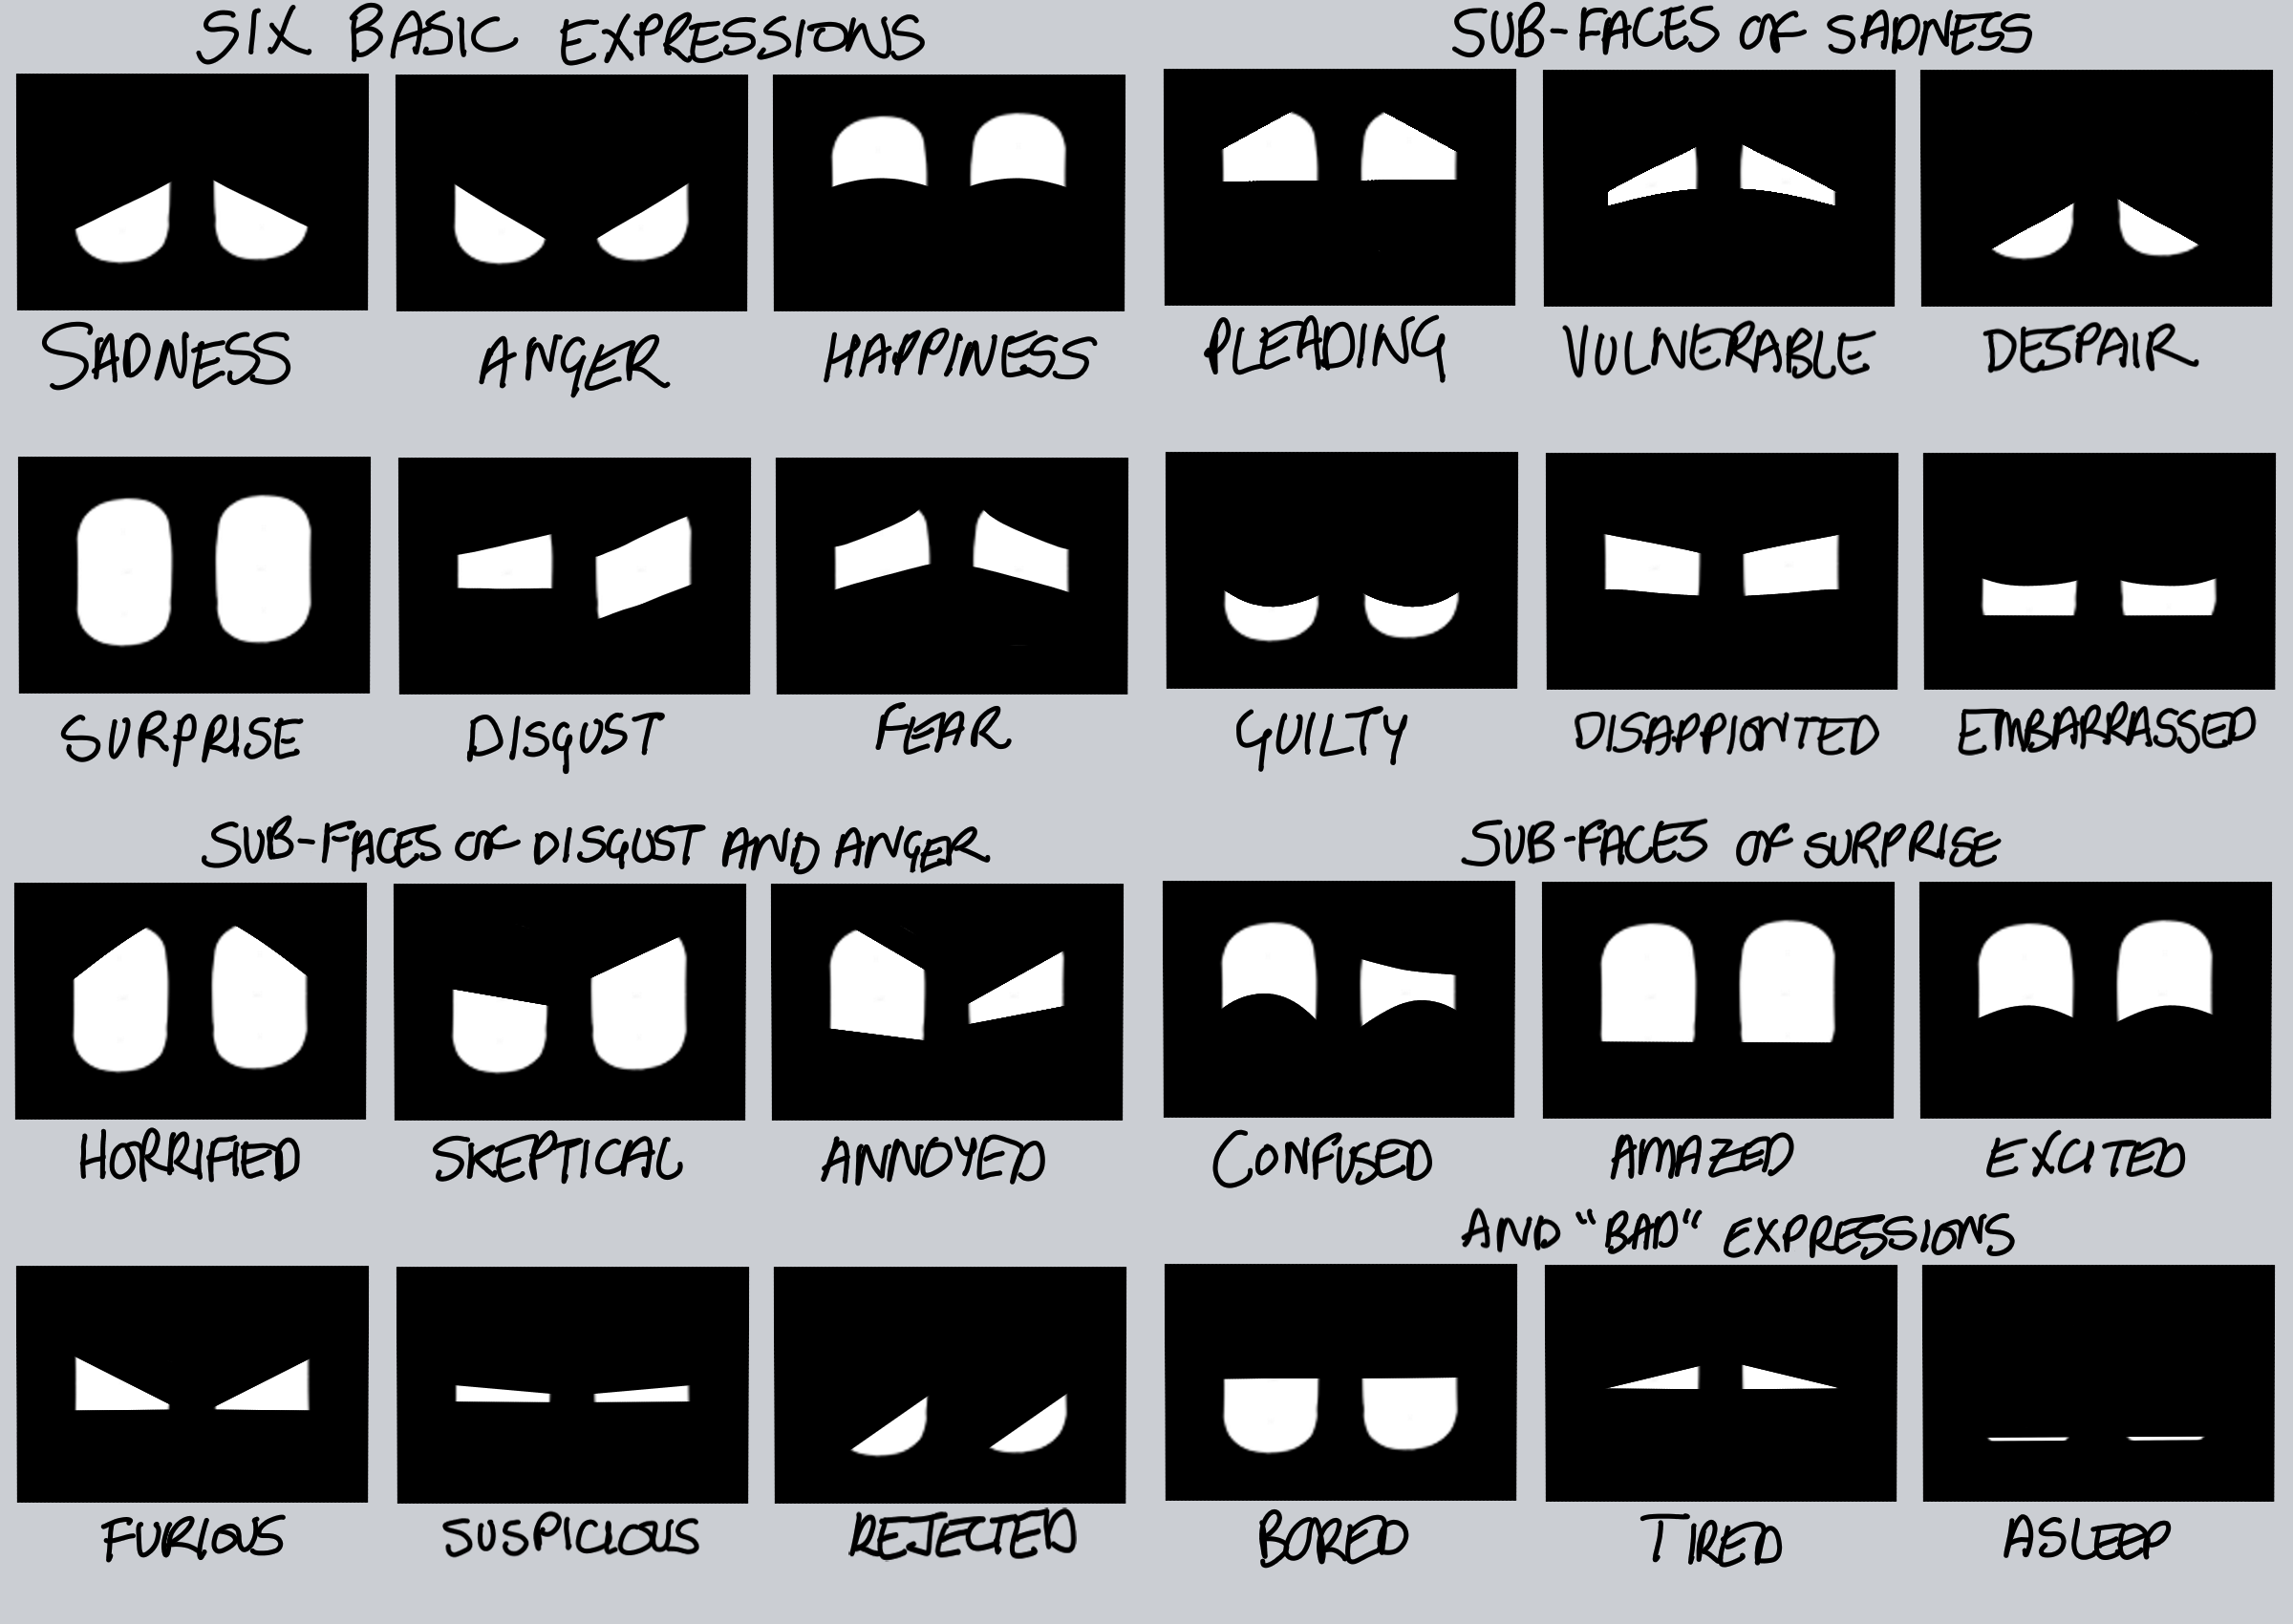 SIX BASIC EXPRESSIONS
SADNESS ANGER HAPPINESS
SURPRISE DISGUST FEAR
SUB-FACES OF SADNESS
PLEADING VULNERABLE DESPAIR
GUILTY DISAPPIONTED EMBARRASSED
SUB-FACES OF DISGUST AND ANGER
HORRIFIED SKEPTICAL ANNOYED
FURIOUS SUSPICIOUS REJECTED
SUB-FACES OF SURPRISE
CONFUSED AMAZED EXCITED
AND "BAD" EXPRESSIONS
BORED TIRED ASLEEP